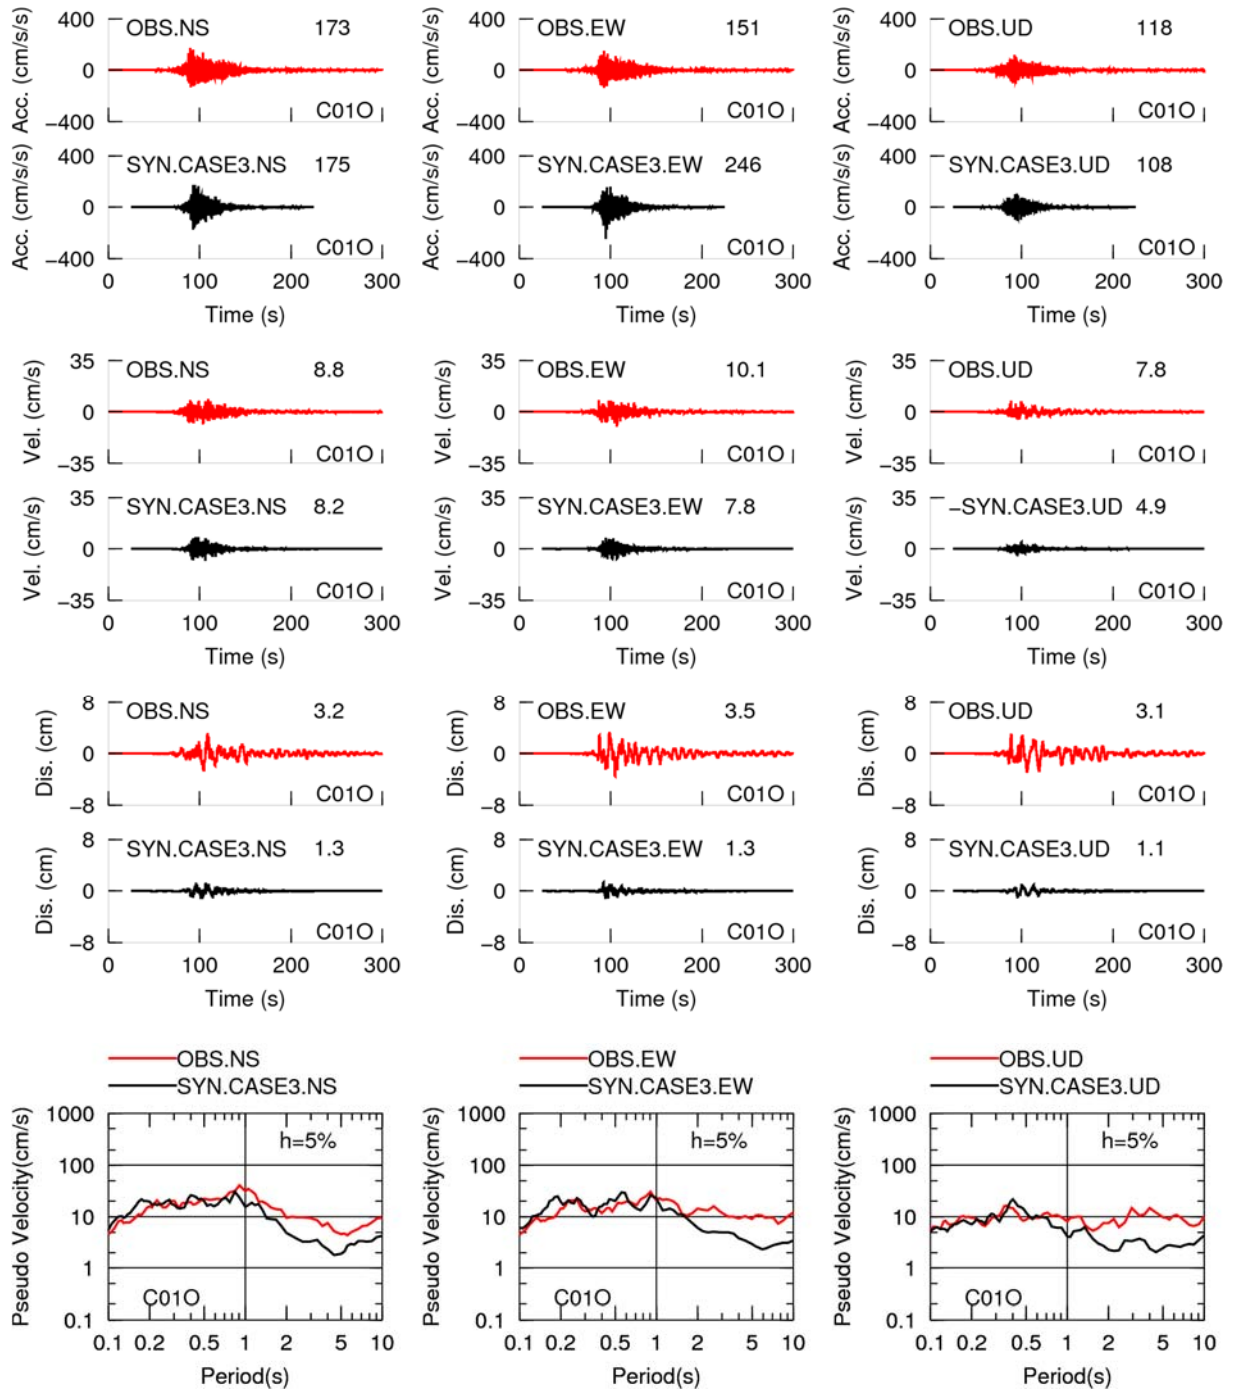 OBS.NS 173
Acc. (cm/s/s)
400
0
−400
C01O
OBS.EW 151
Acc. (cm/s/s)
400
0
−400
C01O
OBS.UD 118
Acc. (cm/s/s)
400
0
−400
C01O
SYN.CASE3.NS 175
Acc. (cm/s/s)
400
0
−400
C01O
0 100 200 300
Time (s)
SYN.CASE3.EW 246
Acc. (cm/s/s)
400
0
−400
C01O
0 100 200 300
Time (s)
SYN.CASE3.UD 108
Acc. (cm/s/s)
400
0
−400
C01O
0 100 200 300
Time (s)
OBS.NS 8.8
Vel. (cm/s)
35
0
−35
C01O
OBS.EW 10.1
Vel. (cm/s)
35
0
−35
C01O
OBS.UD 7.8
Vel. (cm/s)
35
0
−35
C01O
SYN.CASE3.NS 8.2
Vel. (cm/s)
35
0
−35
C01O
0 100 200 300
Time (s)
SYN.CASE3.EW 7.8
Vel. (cm/s)
35
0
−35
C01O
0 100 200 300
Time (s)
−SYN.CASE3.UD 4.9
Vel. (cm/s)
35
0
−35
C01O
0 100 200 300
Time (s)
OBS.NS 3.2
Dis. (cm)
8
0
−8
C01O
OBS.EW 3.5
Dis. (cm)
8
0
−8
C01O
OBS.UD 3.1
Dis. (cm)
8
0
−8
C01O
SYN.CASE3.NS 1.3
Dis. (cm)
8
0
−8
C01O
0 100 200 300
Time (s)
SYN.CASE3.EW 1.3
Dis. (cm)
8
0
−8
C01O
0 100 200 300
Time (s)
SYN.CASE3.UD 1.1
Dis. (cm)
8
0
−8
C01O
0 100 200 300
Time (s)
OBS.NS
SYN.CASE3.NS
Pseudo Velocity(cm/s)
1000
100
10
1
0.1
h=5%
C01O
0.1 0.2 0.5 1 2 5 10
Period(s)
OBS.EW
SYN.CASE3.EW
Pseudo Velocity(cm/s)
1000
100
10
1
0.1
h=5%
C01O
0.1 0.2 0.5 1 2 5 10
Period(s)
OBS.UD
SYN.CASE3.UD
Pseudo Velocity(cm/s)
1000
100
10
1
0.1
h=5%
C01O
0.1 0.2 0.5 1 2 5 10
Period(s)